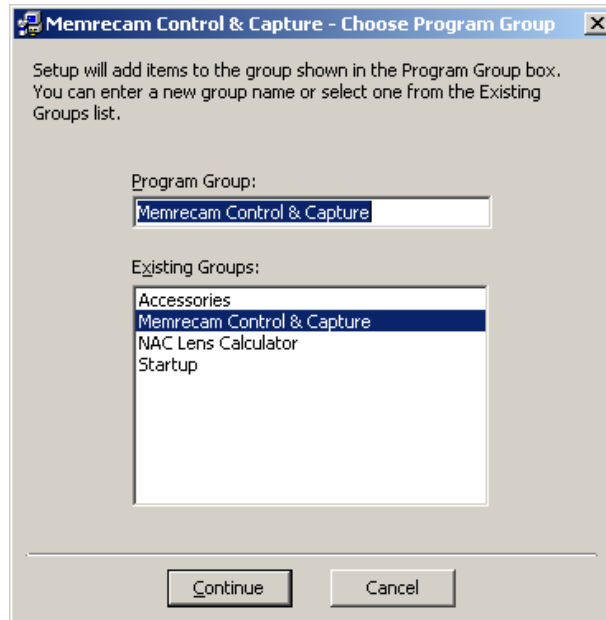 Memrecam Control & Capture - Choose Program Group
Setup will add items to the group shown in the Program Group box.
You can enter a new group name or select one from the Existing
Groups list.
Program Group:
Memrecam Control & Capture
Existing Groups:
Accessories
Memrecam Control & Capture
NAC Lens Calculator
Startup
Continue Cancel